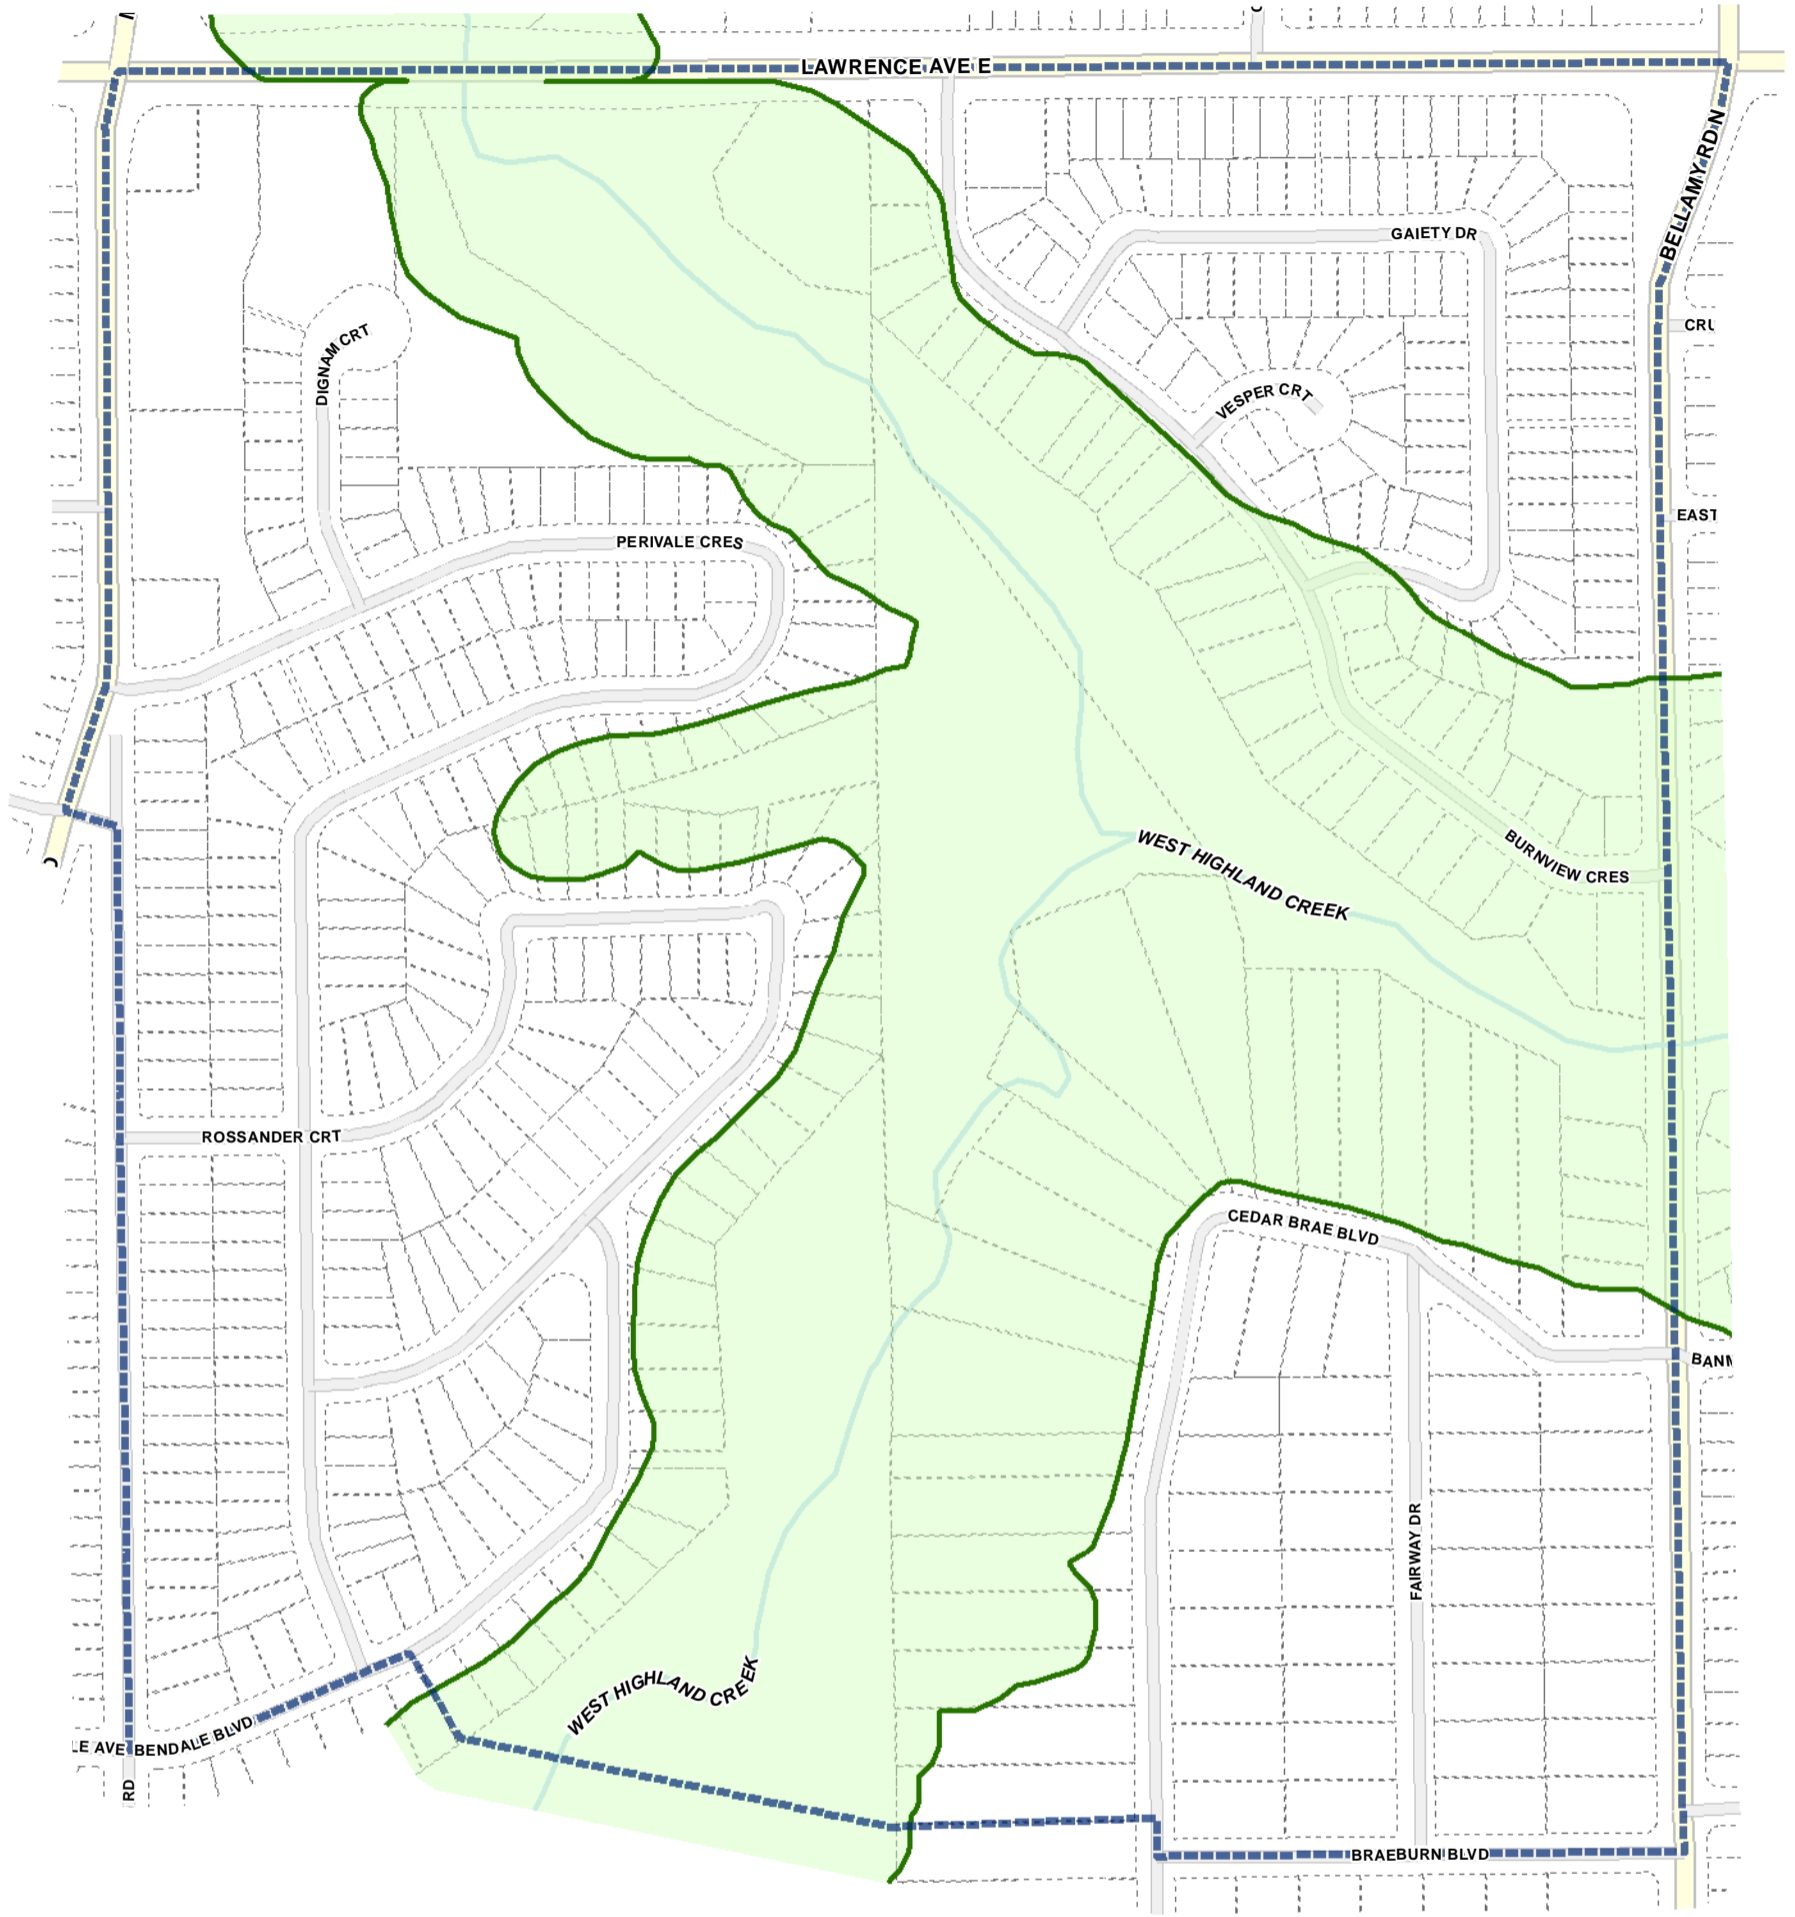 LAWRENCE AVE E
BELLAMY RD N
GAIETY DR
CRU
DIGNAM CRT
VESPER CRT
EAST
PERIVALE CRES
BURNVIEW CRES
WEST HIGHLAND CREEK
ROSSANDER CRT
CEDAR BRAE BLVD
BANM
FAIRWAY DR
WEST HIGHLAND CREEK
LE AVE
BENDALE BLVD
RD
BRAEBURN BLVD